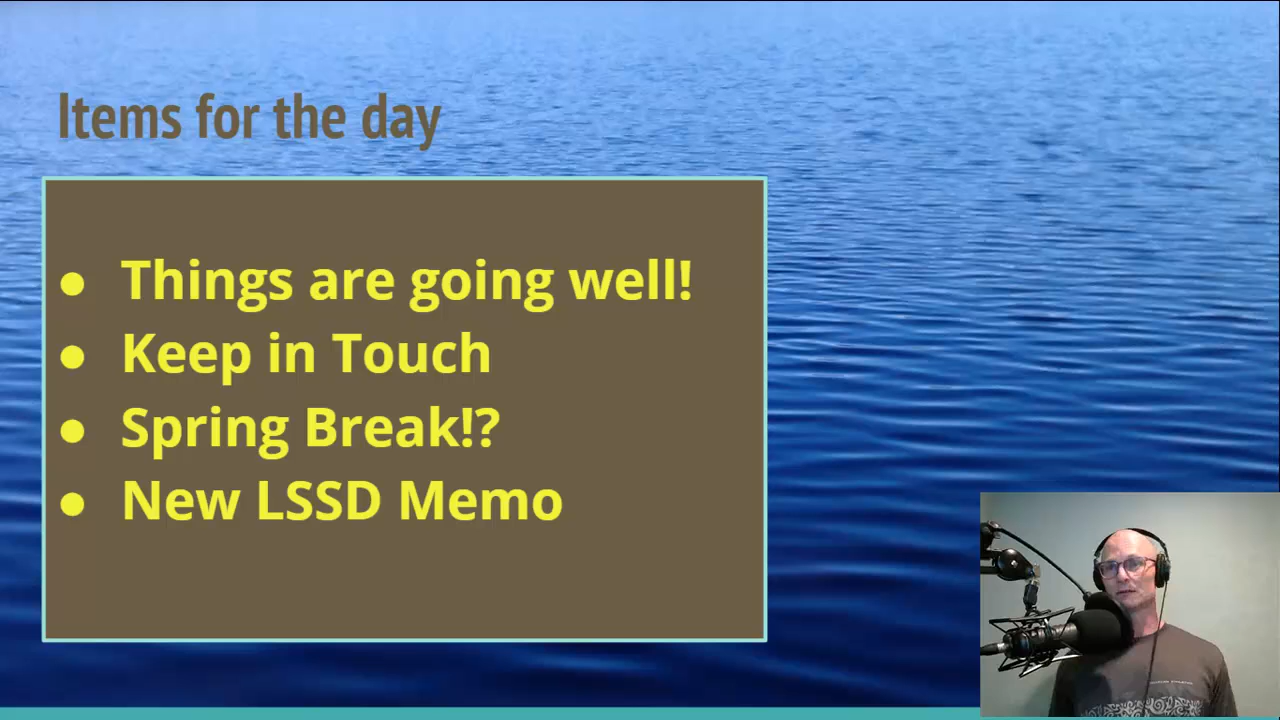 Items for the day
● Things are going well!
● Keep in Touch
● Spring Break!?
● New LSSD Memo